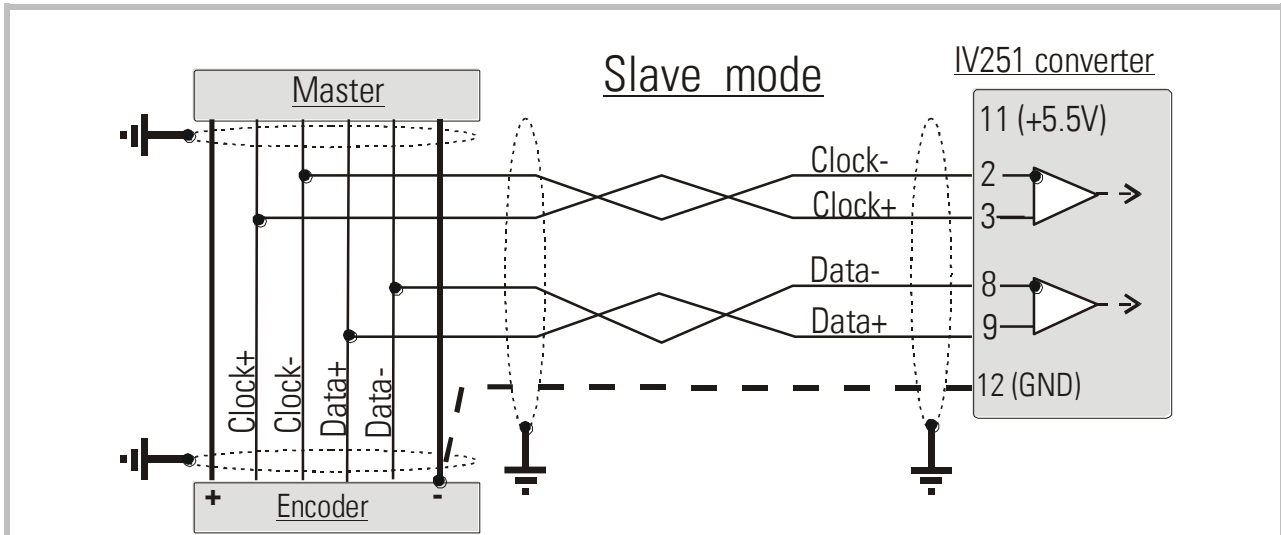 Slave mode
IV251 converter
Master
11 (+5.5V)
Clock-
2
Clock+
3
Data-
8
Data+
9
12 (GND)
Clock+
Clock-
Data+
Data-
+
-
Encoder